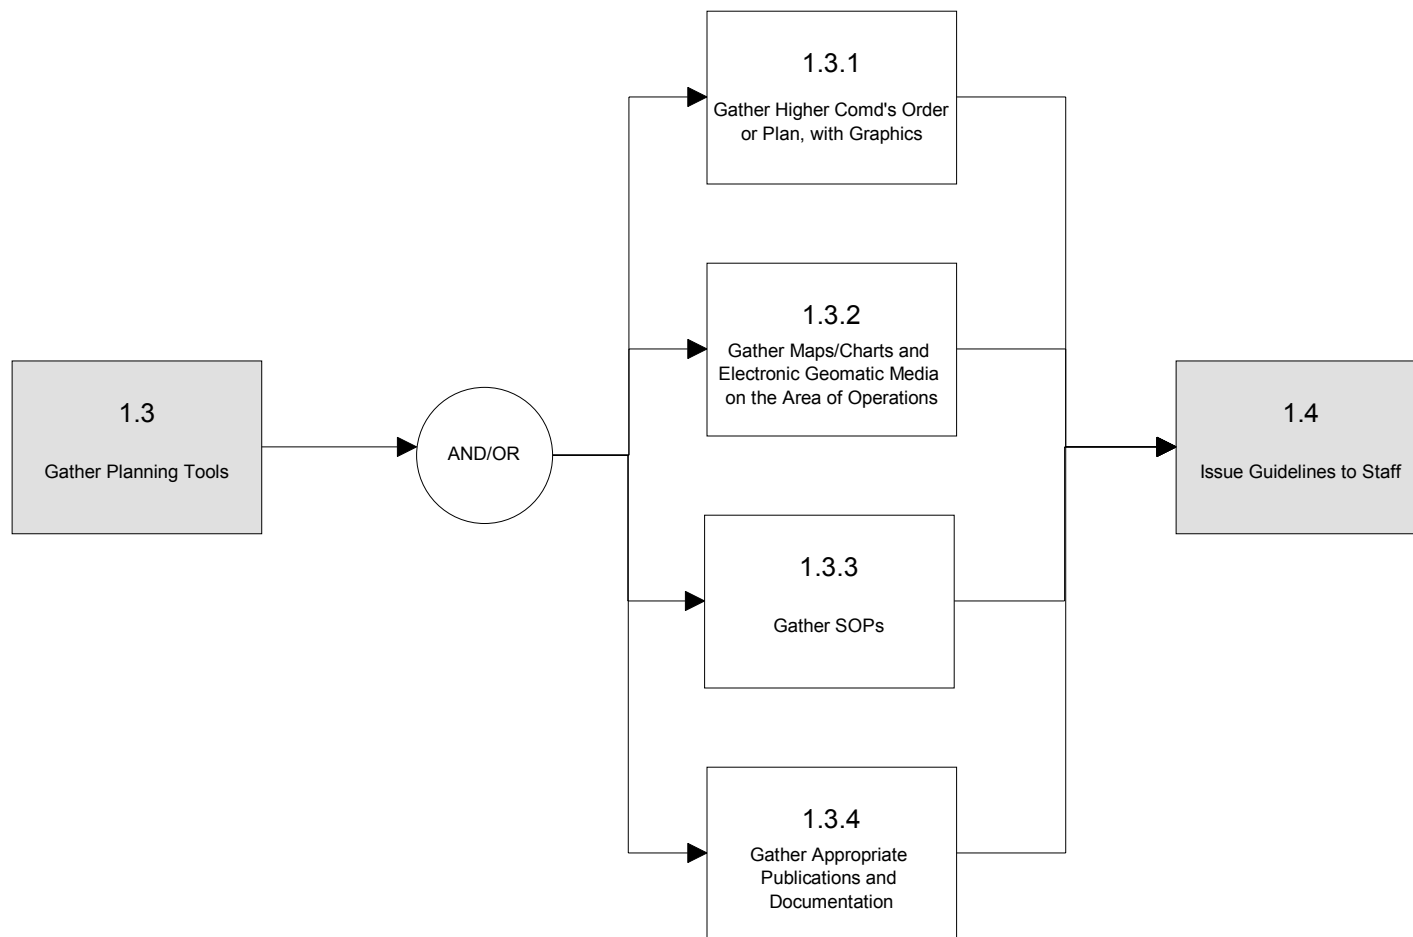 1.3
Gather Planning Tools
AND/OR
1.3.1
Gather Higher Comd's Order
or Plan, with Graphics
1.3.2
Gather Maps/Charts and
Electronic Geomatic Media
on the Area of Operations
1.3.3
Gather SOPs
1.3.4
Gather Appropriate
Publications and
Documentation
1.4
Issue Guidelines to Staff